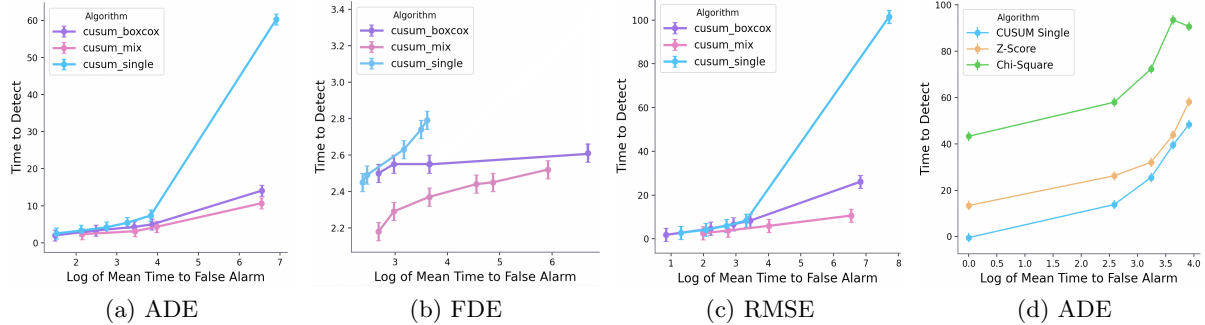 Algorithm
cusum_boxcox
cusum_mix
cusum_single
Time to Detect
60
50
40
30
20
10
0
2
3
4
5
6
7
Log of Mean Time to False Alarm
(a) ADE
Algorithm
cusum_boxcox
cusum_mix
cusum_single
Time to Detect
3.4
3.2
3.0
2.8
2.6
2.4
2.2
3
4
5
6
Log of Mean Time to False Alarm
(b) FDE
Algorithm
cusum_boxcox
cusum_mix
cusum_single
Time to Detect
100
80
60
40
20
0
1
2
3
4
5
6
7
8
Log of Mean Time to False Alarm
(c) RMSE
Algorithm
CUSUM Single
Z-Score
Chi-Square
Time to Detect
100
80
60
40
20
0
0.0
0.5
1.0
1.5
2.0
2.5
3.0
3.5
4.0
Log of Mean Time to False Alarm
(d) ADE